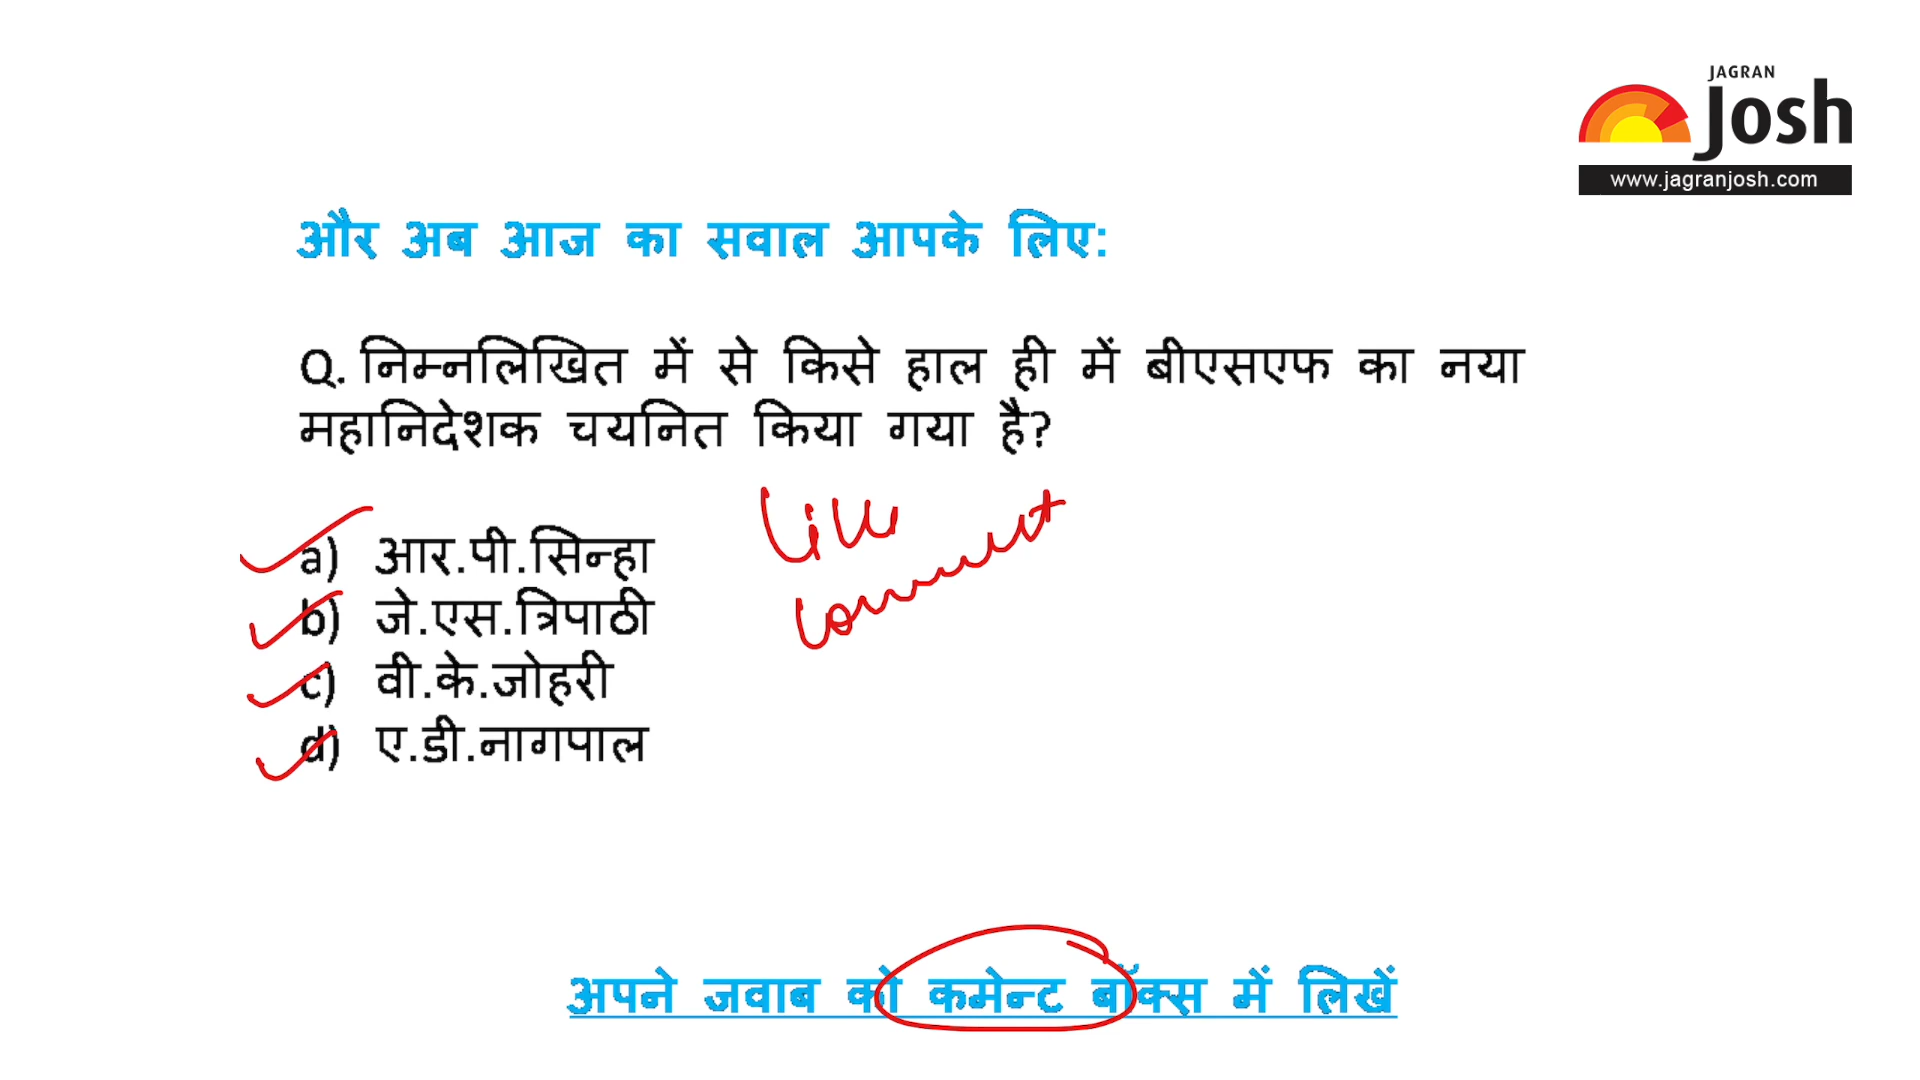 JAGRAN
Josh
www.jagranjosh.com
और अब आज का सवाल आपके लिए:
Q. निम्नलिखित में से किसे हाल ही में बीएसएफ का नया
महानिदेशक चयनित किया गया है?
a) आर.पी.सिन्हा
b) जे.एस.त्रिपाठी
c) वी.के.जोहरी
d) ए.डी.नागपाल
Like
comment
अपने जवाब को कमेन्ट बॉक्स में लिखें